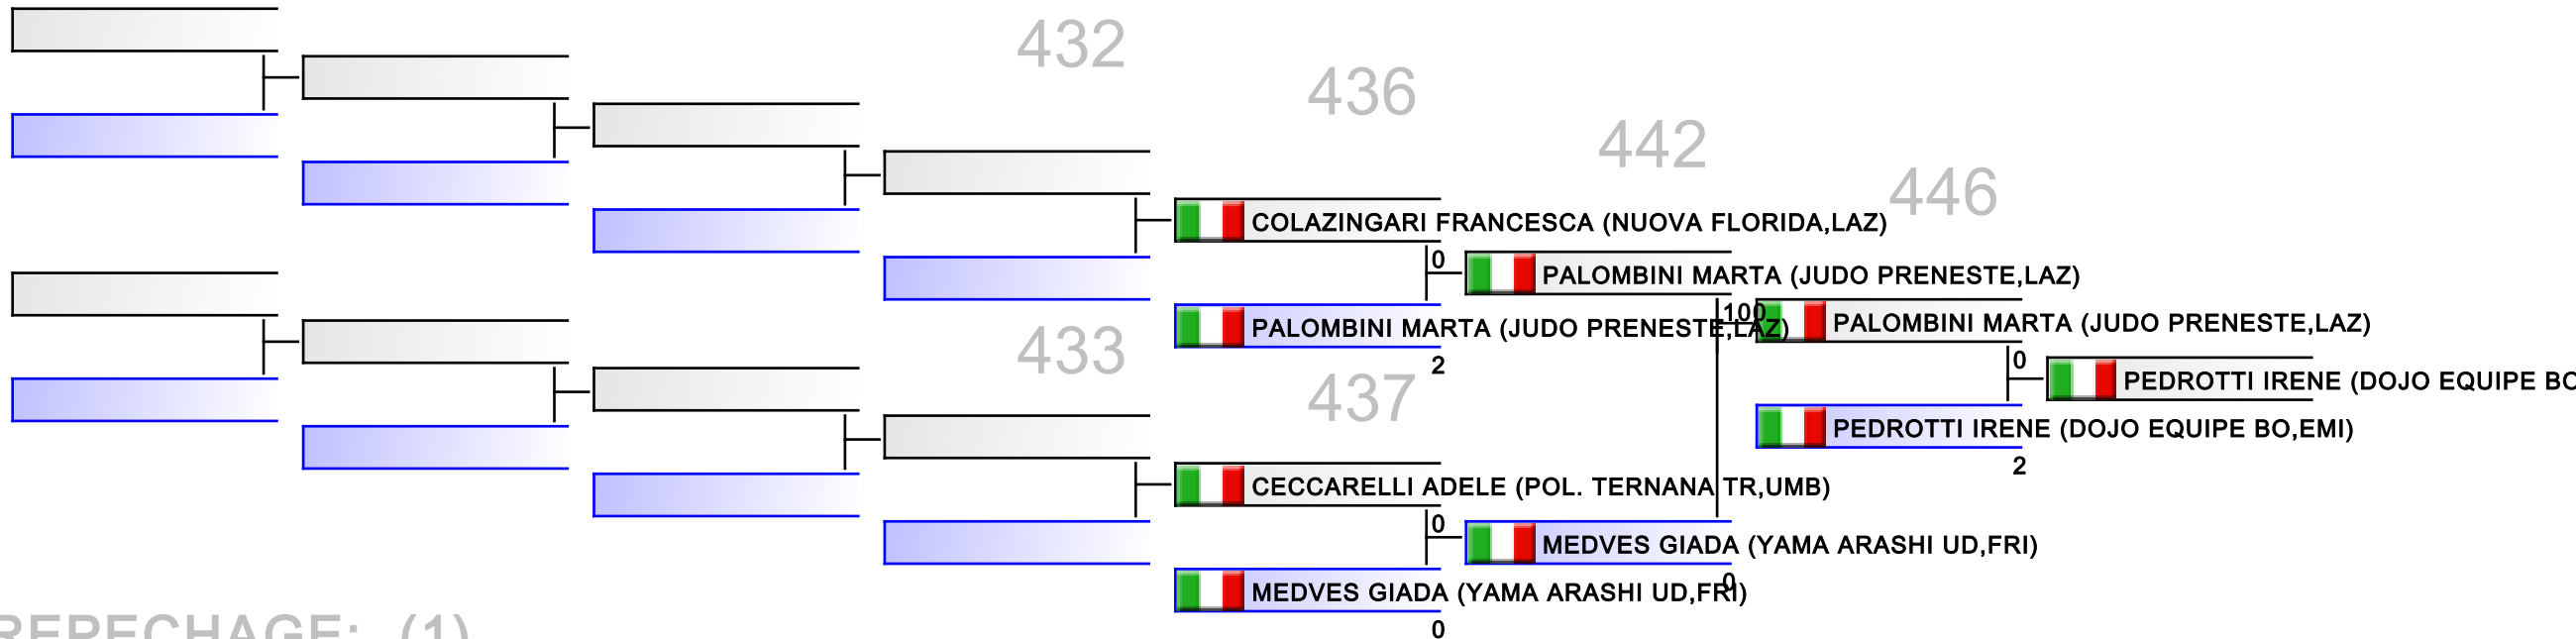 432
436
442
446
COLAZINGARI FRANCESCA (NUOVA FLORIDA,LAZ)
0
PALOMBINI MARTA (JUDO PRENESTE,LAZ)
100
PALOMBINI MARTA (JUDO PRENESTE,LAZ)
PALOMBINI MARTA (JUDO PRENESTE,LAZ)
433
2
0
437
PEDROTTI IRENE (DOJO EQUIPE BO
PEDROTTI IRENE (DOJO EQUIPE BO,EMI)
2
CECCARELLI ADELE (POL. TERNANA TR,UMB)
0
MEDVES GIADA (YAMA ARASHI UD,FRI)
0
MEDVES GIADA (YAMA ARASHI UD,FRI)
0
REPECHAGE: (1)